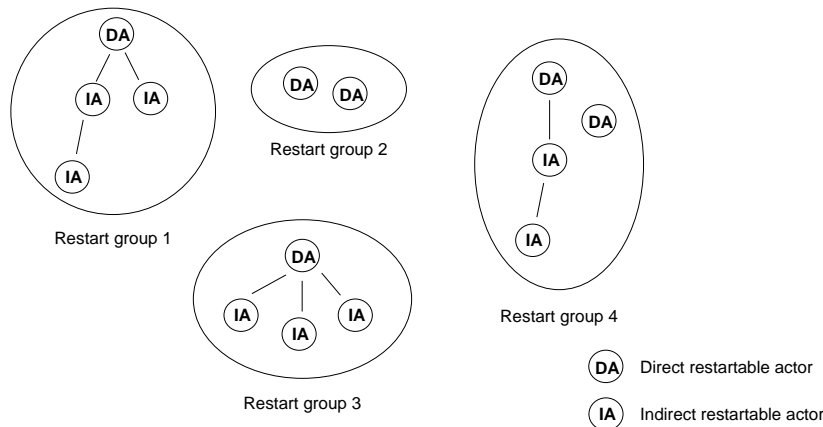 DA
IA
IA
IA
Restart group 1
DA
DA
Restart group 2
DA
DA
IA
IA
Restart group 4
DA
IA
IA
IA
Restart group 3
DA Direct restartable actor
IA Indirect restartable actor